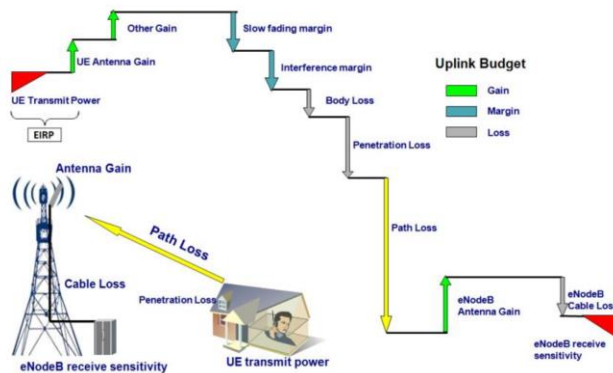 Other Gain
Slow fading margin
UE Antenna Gain
Interference margin
Uplink Budget
Gain
Margin
Loss
UE Transmit Power
Body Loss
EIRP
Penetration Loss
Antenna Gain
Path Loss
Path Loss
Cable Loss
Penetration Loss
eNodeB
Antenna Gain
eNodeB
Cable Los
UE transmit power
eNodeB receive sensitivity
eNodeB receive
sensitivity